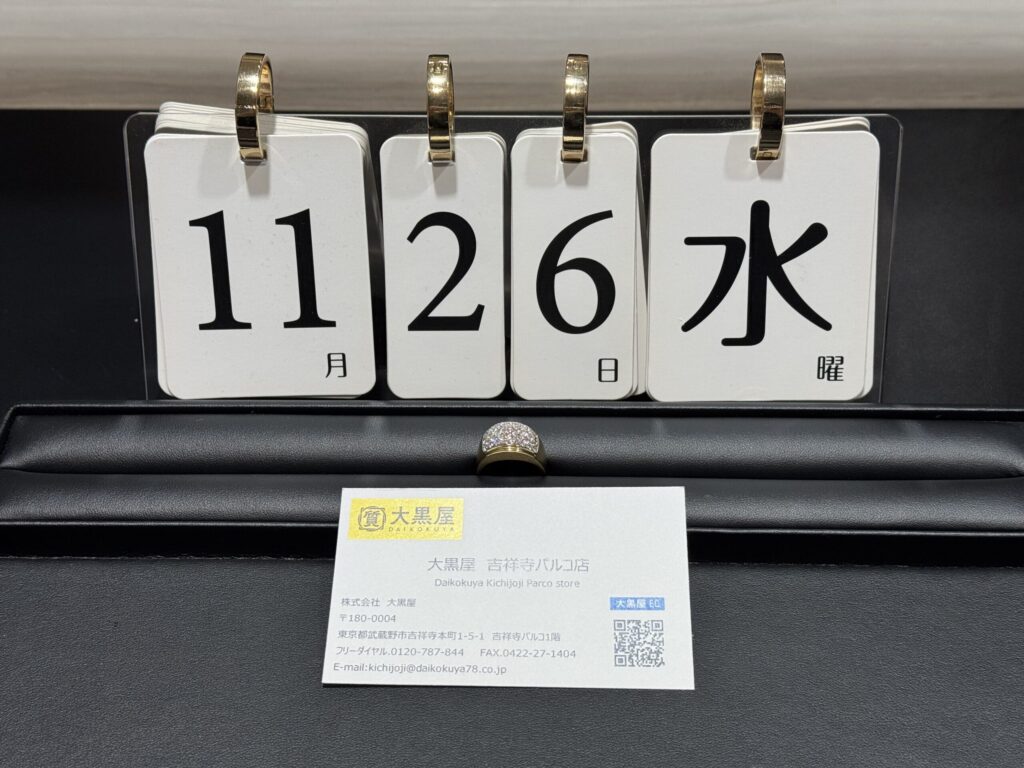 11月 26日 水曜
質 大黒屋
DAIKOKUYA
大黒屋 吉祥寺パルコ店
Daikokuya Kichijoji Parco store
株式会社 大黒屋
〒180-0004
東京都武蔵野市吉祥寺本町1-5-1 吉祥寺パルコ1階
フリーダイヤル.0120-787-844 FAX.0422-27-1404
E-mail:kichijoji@daikokuya78.co.jp
大黒屋 EC